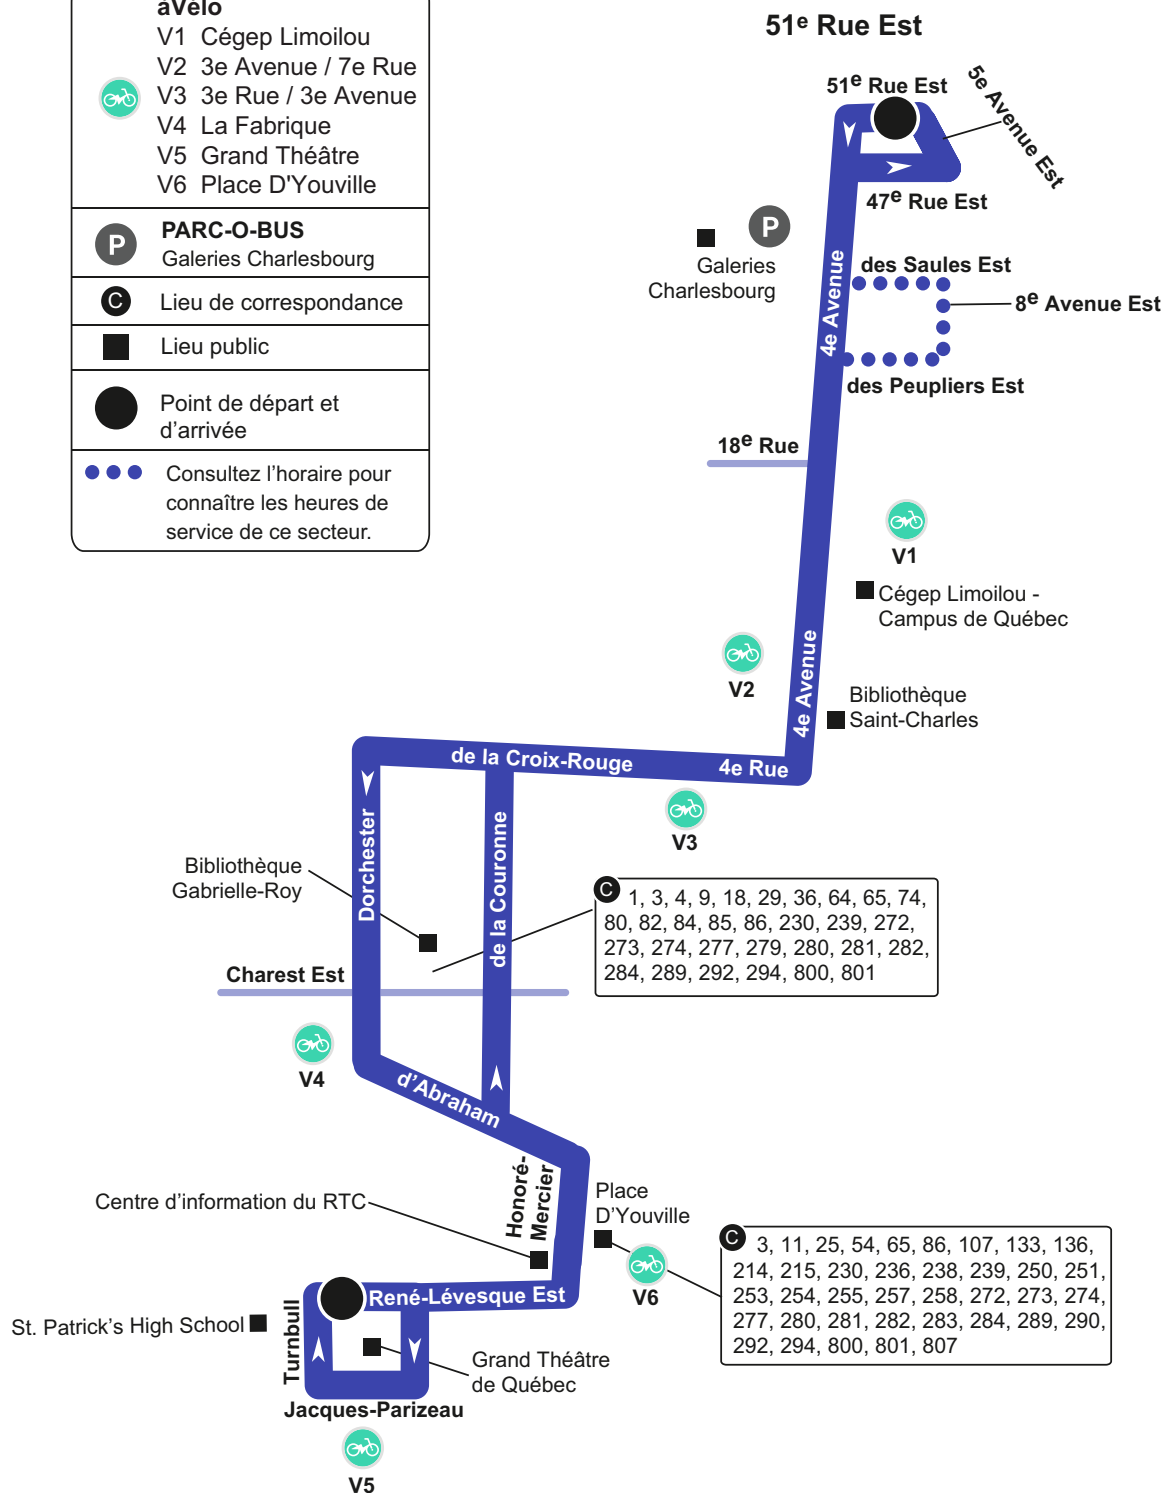 àVélo
V1 Cégep Limoilou
V2 3e Avenue / 7e Rue
V3 3e Rue / 3e Avenue
V4 La Fabrique
V5 Grand Théâtre
V6 Place D'Youville
P
PARC-O-BUS
Galeries Charlesbourg
C
Lieu de correspondance
Lieu public
Point de départ et
d'arrivée
Consultez l'horaire pour
connaître les heures de
service de ce secteur.
51e Rue Est
51e Rue Est
5e Avenue Est
47e Rue Est
P
Galeries
Charlesbourg
4e Avenue
des Saules Est
8e Avenue Est
des Peupliers Est
18e Rue
V1
Cégep Limoilou -
Campus de Québec
V2
4e Avenue
Bibliothèque
Saint-Charles
de la Croix-Rouge
4e Rue
V3
Dorchester
de la Couronne
Bibliothèque
Gabrielle-Roy
C
1, 3, 4, 9, 18, 29, 36, 64, 65, 74,
80, 82, 84, 85, 86, 230, 239, 272,
273, 274, 277, 279, 280, 281, 282,
284, 289, 292, 294, 800, 801
Charest Est
V4
d'Abraham
Honoré-
Mercier
Centre d'information du RTC
Place
D'Youville
V6
C
3, 11, 25, 54, 65, 86, 107, 133, 136,
214, 215, 230, 236, 238, 239, 250, 251,
253, 254, 255, 257, 258, 272, 273, 274,
277, 280, 281, 282, 283, 284, 289, 290,
292, 294, 800, 801, 807
René-Lévesque Est
St. Patrick's High School
Turnbull
Grand Théâtre
de Québec
Jacques-Parizeau
V5